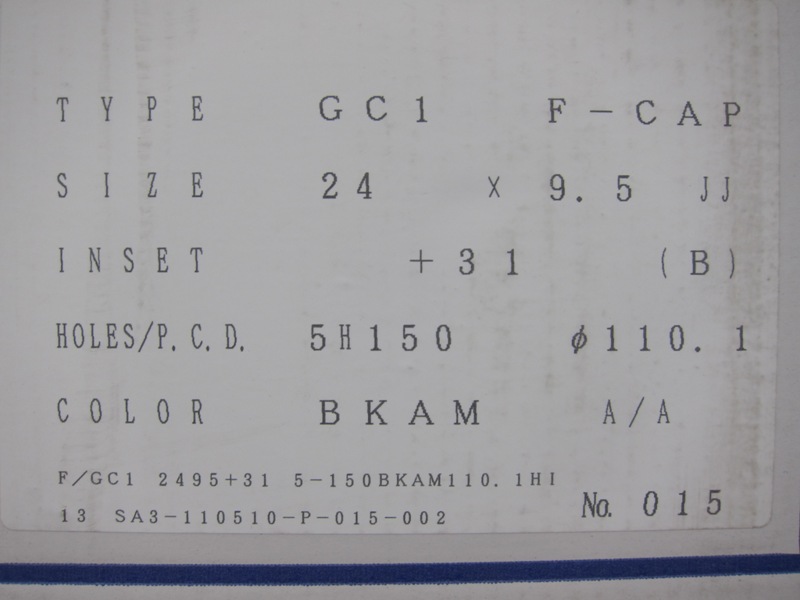 TYPE GC1 F-CAP
SIZE 24 X 9.5 JJ
INSET +31 (B)
HOLES/P.C.D. 5H150 φ110.1
COLOR BKAM A/A
F/GC1 2495+31 5-150BKAM110.1HI
13 SA3-110510-P-015-002
No. 015